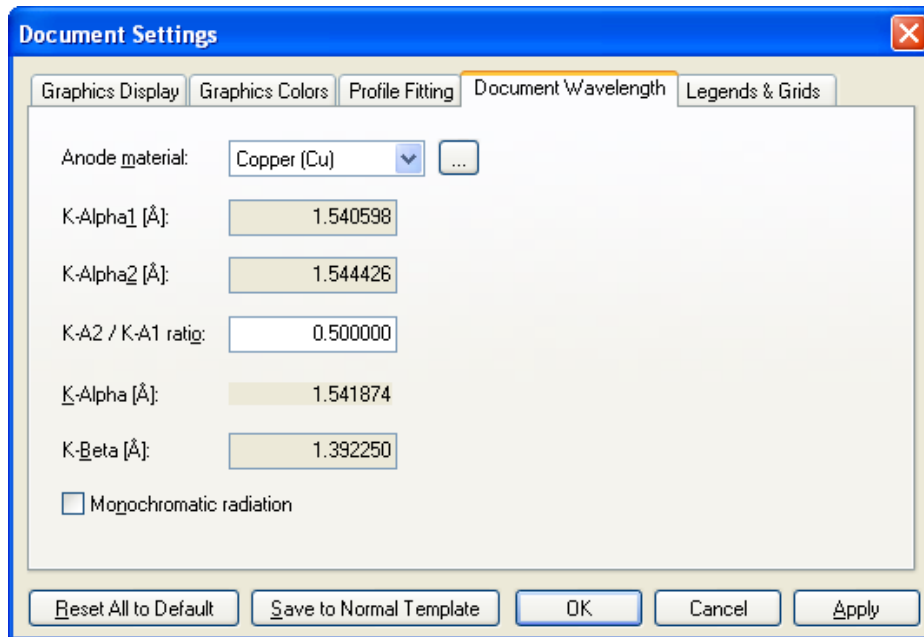 Document Settings
Graphics Display Graphics Colors Profile Fitting Document Wavelength Legends & Grids
Anode material: Copper (Cu) ...
K-Alpha1 [Å]: 1.540598
K-Alpha2 [Å]: 1.544426
K-A2 / K-A1 ratio: 0.500000
K-Alpha [Å]: 1.541874
K-Beta [Å]: 1.392250
Monochromatic radiation
Reset All to Default Save to Normal Template OK Cancel Apply